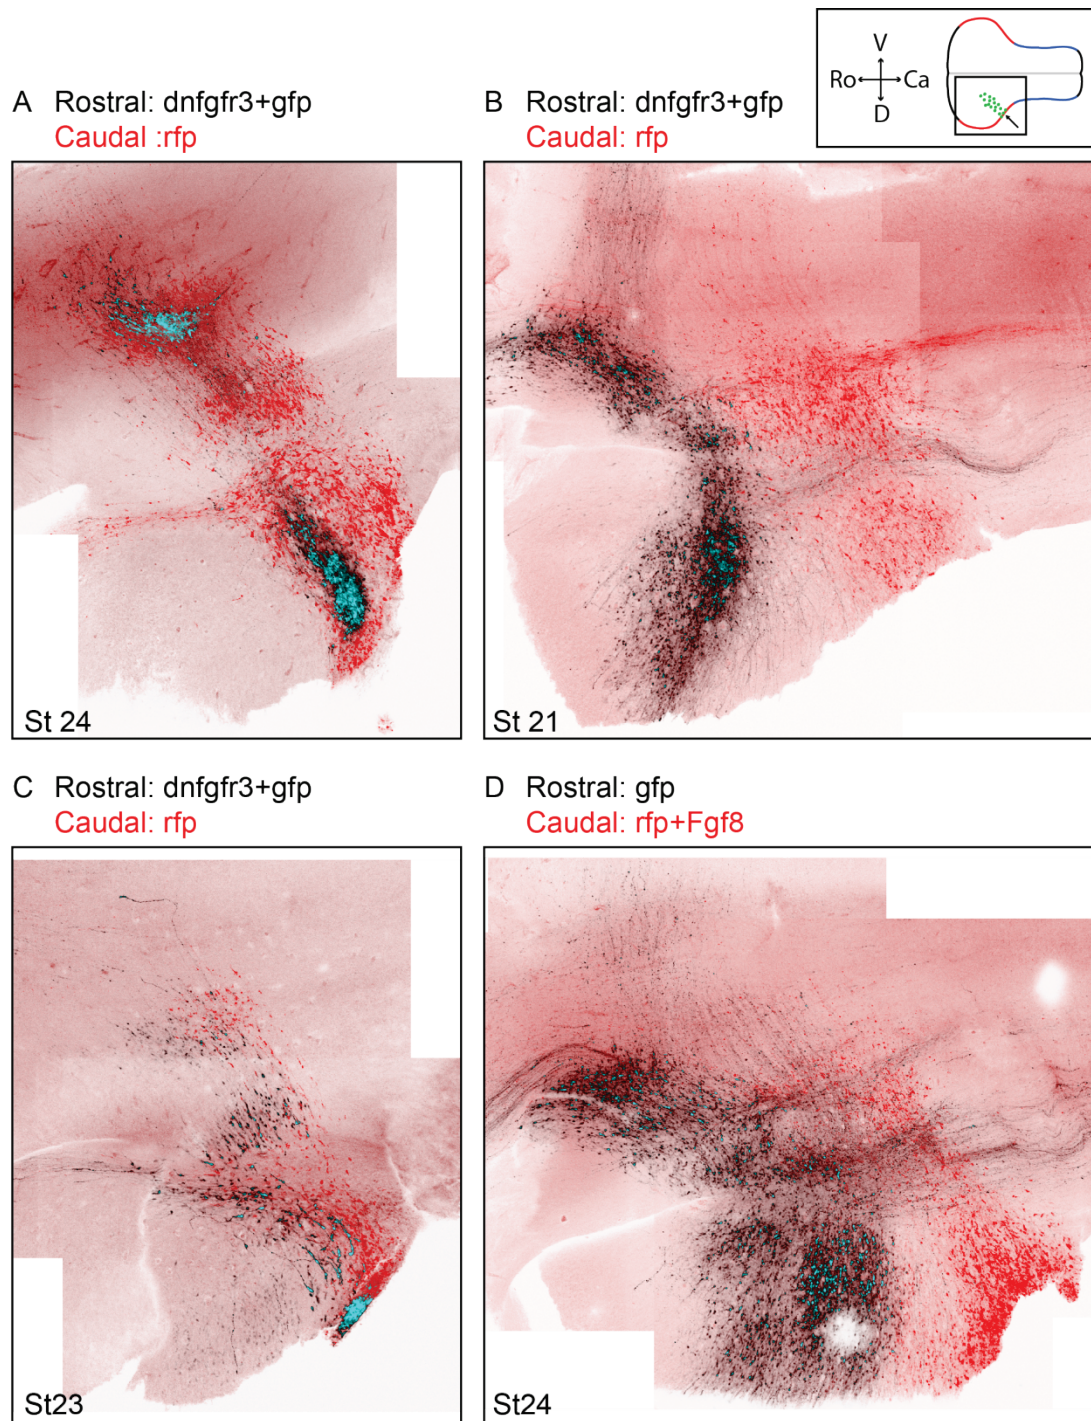 V
Ro Ca
D
A Rostral: dnfgfr3+gfp
Caudal :rfp
B Rostral: dnfgfr3+gfp
Caudal: rfp
St 24
St 21
C Rostral: dnfgfr3+gfp
Caudal: rfp
D Rostral: gfp
Caudal: rfp+Fgf8
St23
St24